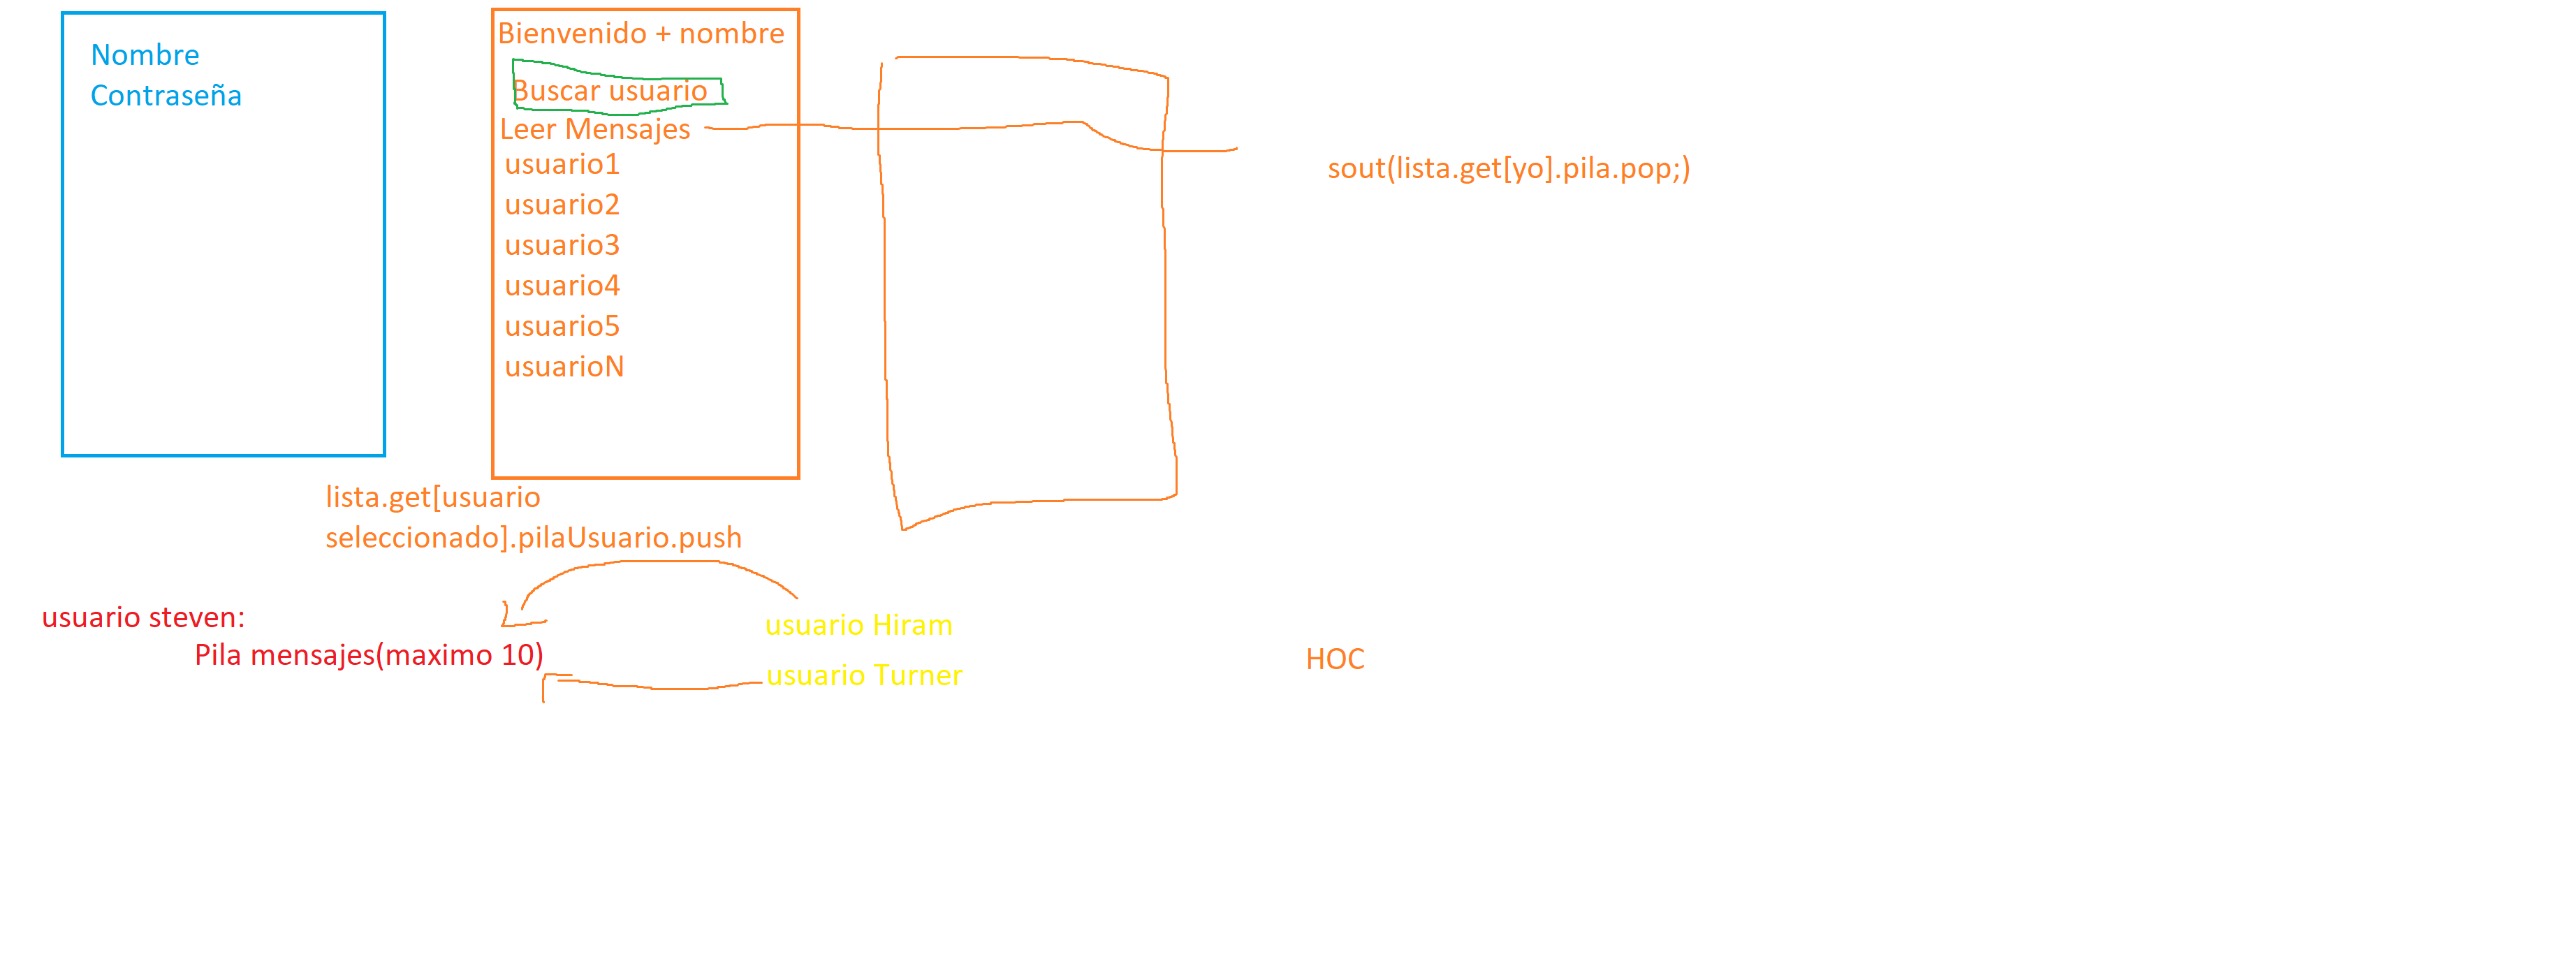 Nombre
Contraseña
Bienvenido + nombre
Buscar usuario
Leer Mensajes
usuario1
usuario2
usuario3
usuario4
usuario5
usuarioN
sout(lista.get[yo].pila.pop;)
lista.get[usuario
seleccionado].pilaUsuario.push
usuario steven:
Pila mensajes(maximo 10)
usuario Hiram
usuario Turner
HOC